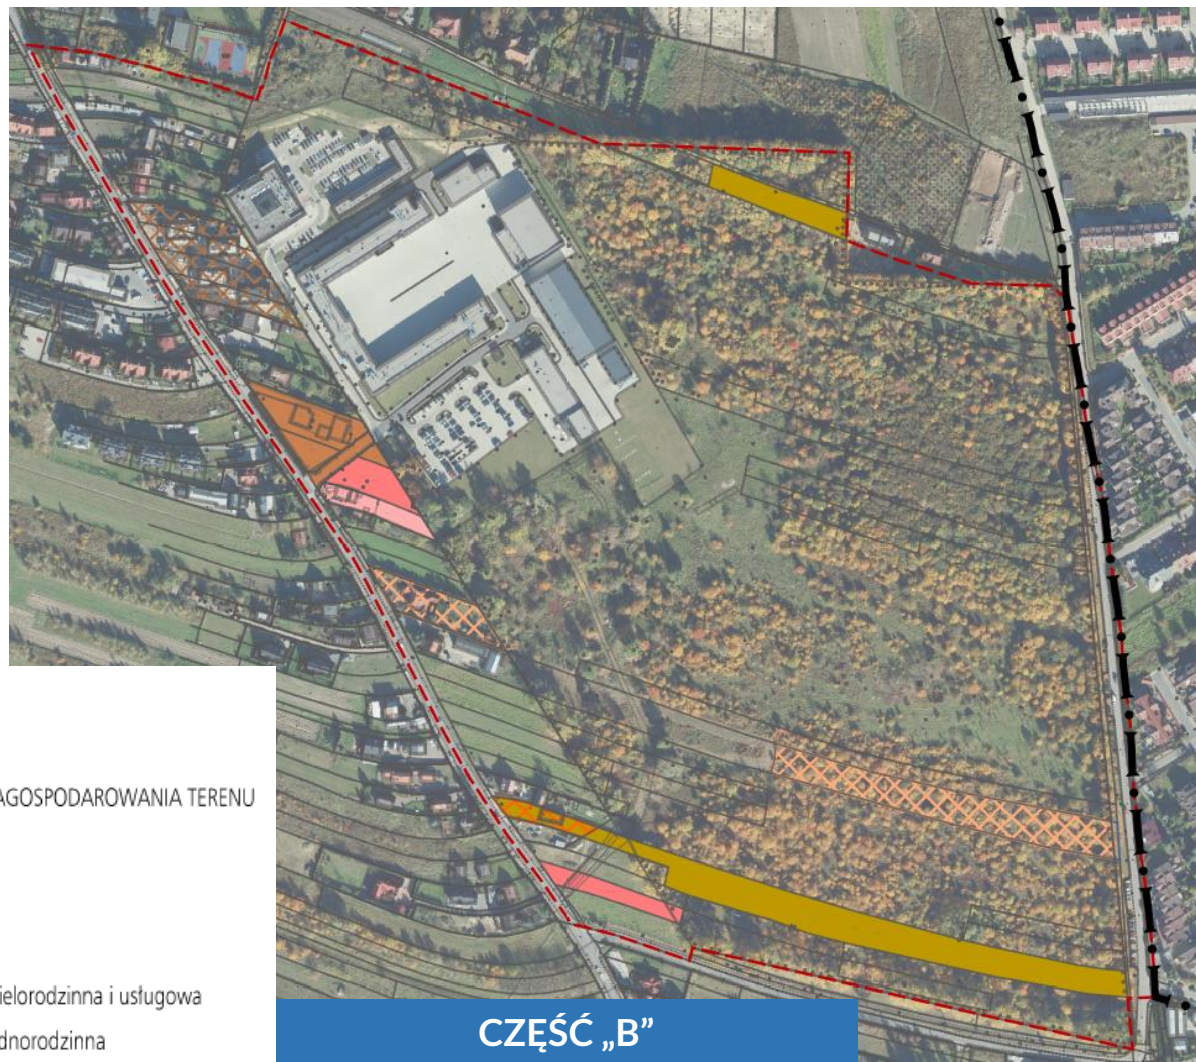 AGOSPODAROWANIA TERENU
ielorodzinna i usługowa
dnorodzinna
CZĘŚĆ „B”